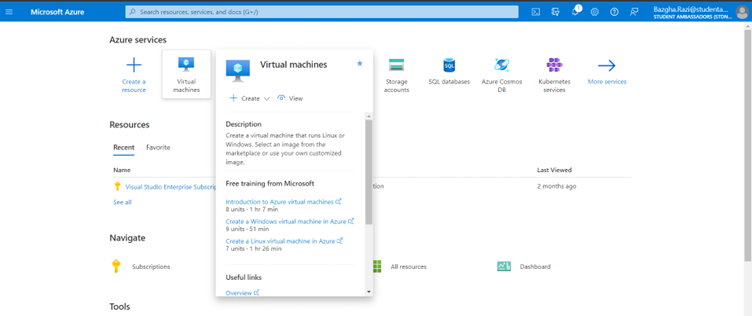 Microsoft Azure
Search resources, services, and docs (G+/)
1
Bazgha.Razi@studenta...
Azure services
Create a
resource
Virtual
machines
Virtual machines
Create
View
Description
Create a virtual machine that runs Linux or
Windows. Select an image from the
marketplace or use your own customized
image.
Free training from Microsoft
Introduction to Azure virtual machines
8 units · 1 hr 7 min
Create a Windows virtual machine in Azure
9 units · 51 min
Create a Linux virtual machine in Azure
7 units · 1 hr 26 min
Useful links
Overview
Storage
accounts
SQL databases
Azure Cosmos
DB
Kubernetes
services
More services
Resources
Recent
Favorite
Name
Last Viewed
Visual Studio Enterprise Subscrip
tion
2 months ago
See all
Navigate
Subscriptions
All resources
Dashboard
Tools